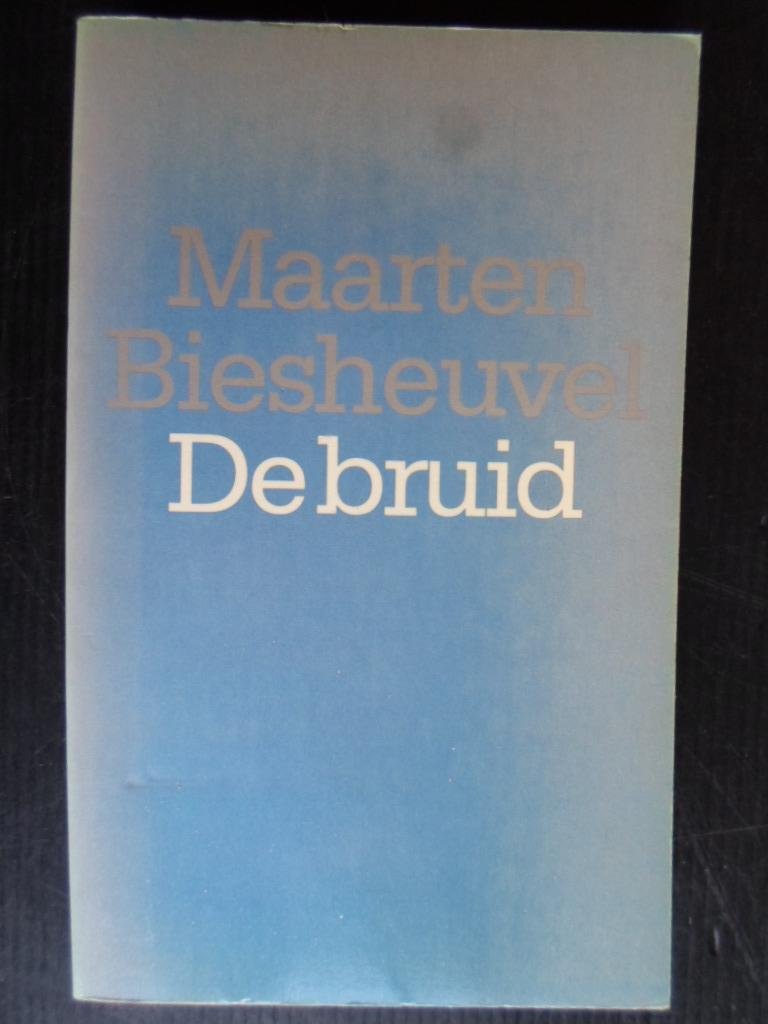 Maarten
Biesheuvel
De bruid